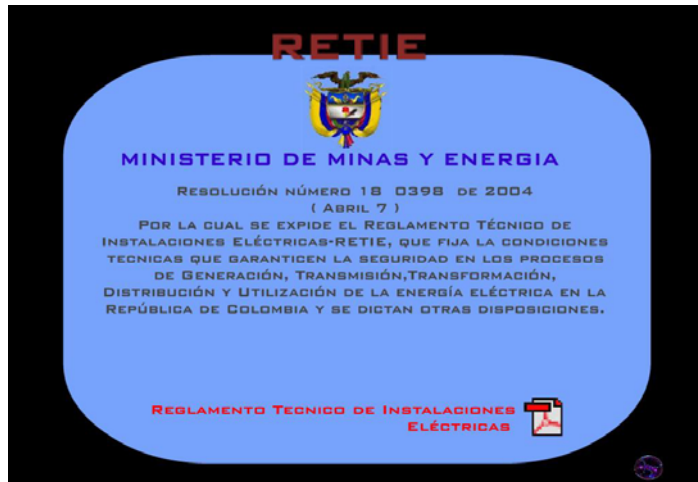 RETIE
MINISTERIO DE MINAS Y ENERGIA
RESOLUCIÓN NÚMERO 18 0398 DE 2004
( ABRIL 7 )
POR LA CUAL SE EXPIDE EL REGLAMENTO TÉCNICO DE
INSTALACIONES ELÉCTRICAS-RETIE, QUE FIJA LA CONDICIONES
TECNICAS QUE GARANTICEN LA SEGURIDAD EN LOS PROCESOS
DE GENERACIÓN, TRANSMISIÓN,TRANSFORMACIÓN,
DISTRIBUCIÓN Y UTILIZACIÓN DE LA ENERGÍA ELÉCTRICA EN LA
REPÚBLICA DE COLOMBIA Y SE DICTAN OTRAS DISPOSICIONES.
REGLAMENTO TECNICO DE INSTALACIONES
ELÉCTRICAS